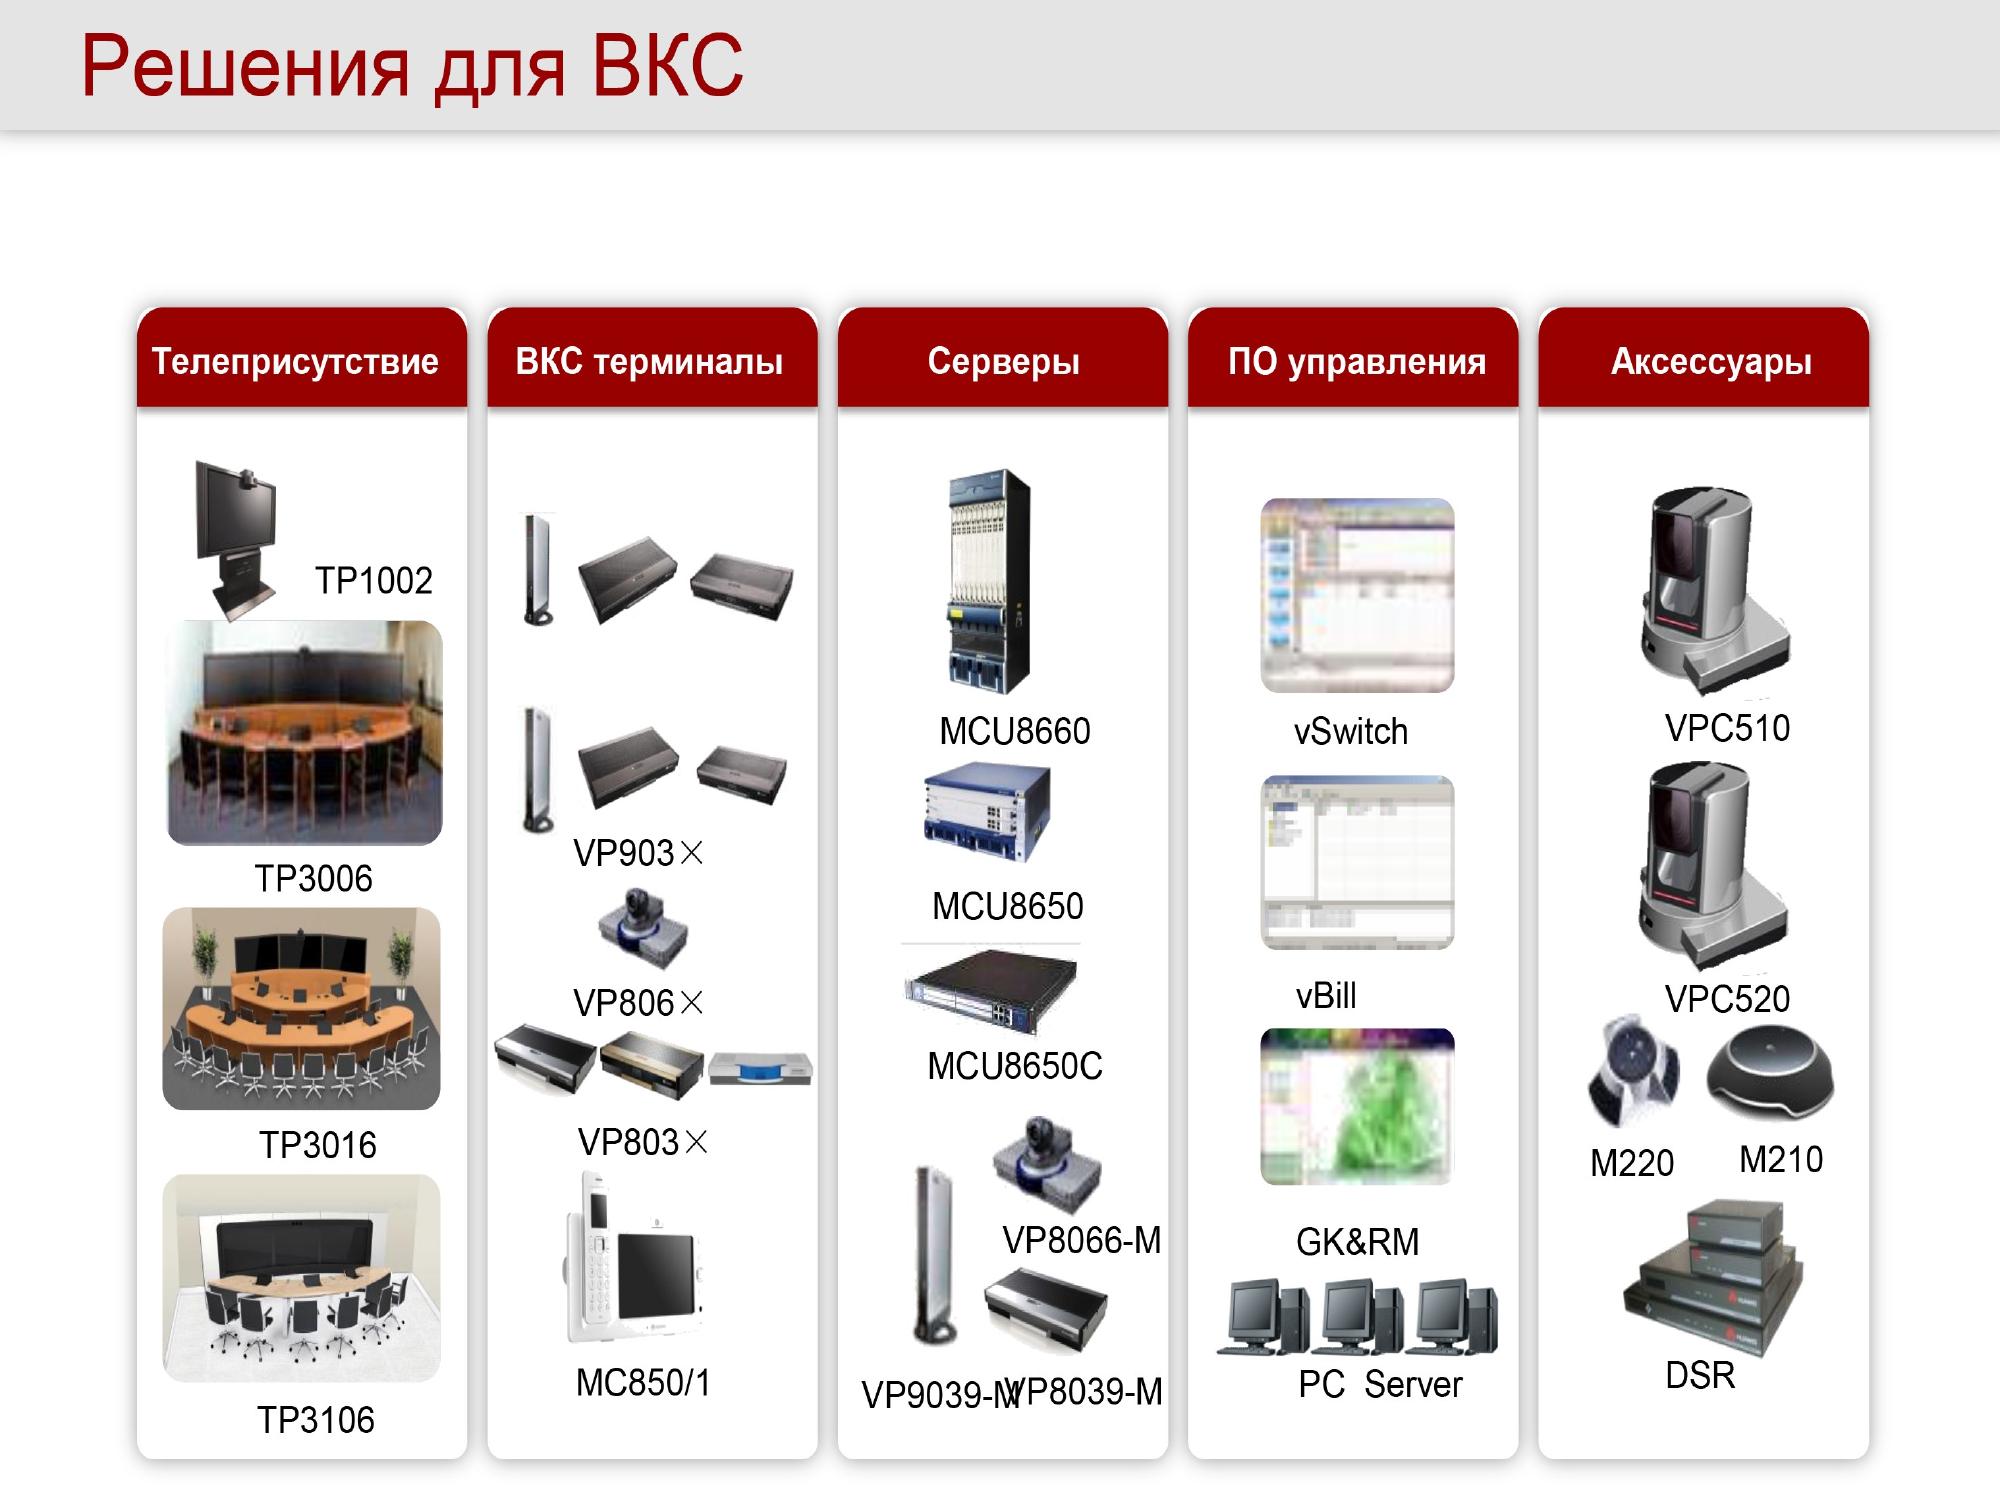 Решения для ВКС
Телеприсутствие
TP1002
TP3006
TP3016
TP3106
ВКС терминалы
VP903×
VP806×
VP803×
MC850/1
Серверы
MCU8660
MCU8650
MCU8650C
VP8066-M
VP9039-M
VP8039-M
ПО управления
vSwitch
vBill
GK&RM
PC Server
Аксессуары
VPC510
VPC520
M220
M210
DSR